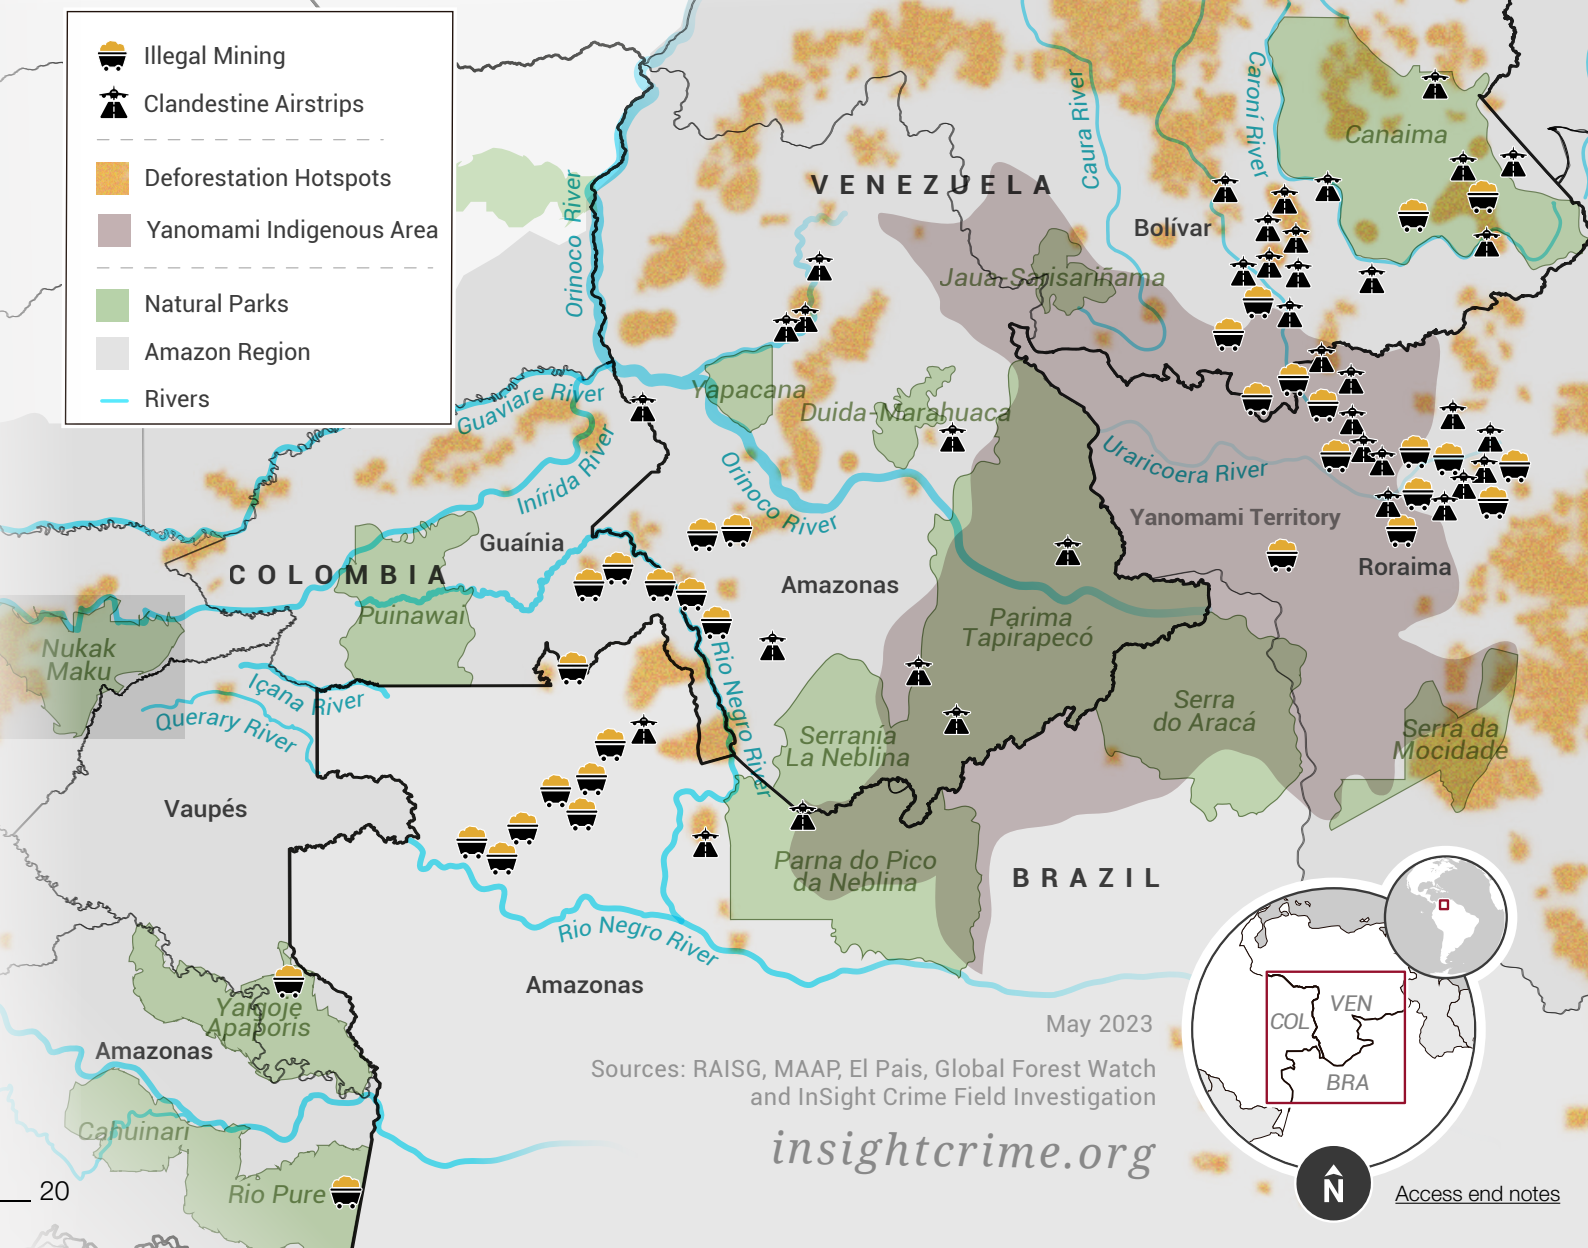 Illegal Mining
Clandestine Airstrips
Deforestation Hotspots
Yanomami Indigenous Area
Natural Parks
Amazon Region
Rivers
VENEZUELA
Orinoco River
Caura River
Caroní River
Canaima
Bolívar
Jaua-Sarisariñama
Guaviare River
Yapacana
Duida-Marahuaca
Inírida River
Orinoco River
Uraricoera River
Yanomami Territory
Guaínia
COLOMBIA
Amazonas
Roraima
Puinawai
Parima
Tapirapecó
Nukak
Maku
Içana River
Querary River
Rio Negro River
Serranía
La Neblina
Serra
do Aracá
Serra da
Mocidade
Vaupés
Parna do Pico
da Neblina
BRAZIL
Rio Negro River
Amazonas
Yaigojé
Apaporis
Amazonas
Cahuinari
Rio Pure
May 2023
Sources: RAISG, MAAP, El Pais, Global Forest Watch
and InSight Crime Field Investigation
insightcrime.org
COL
VEN
BRA
N
20
Access end notes